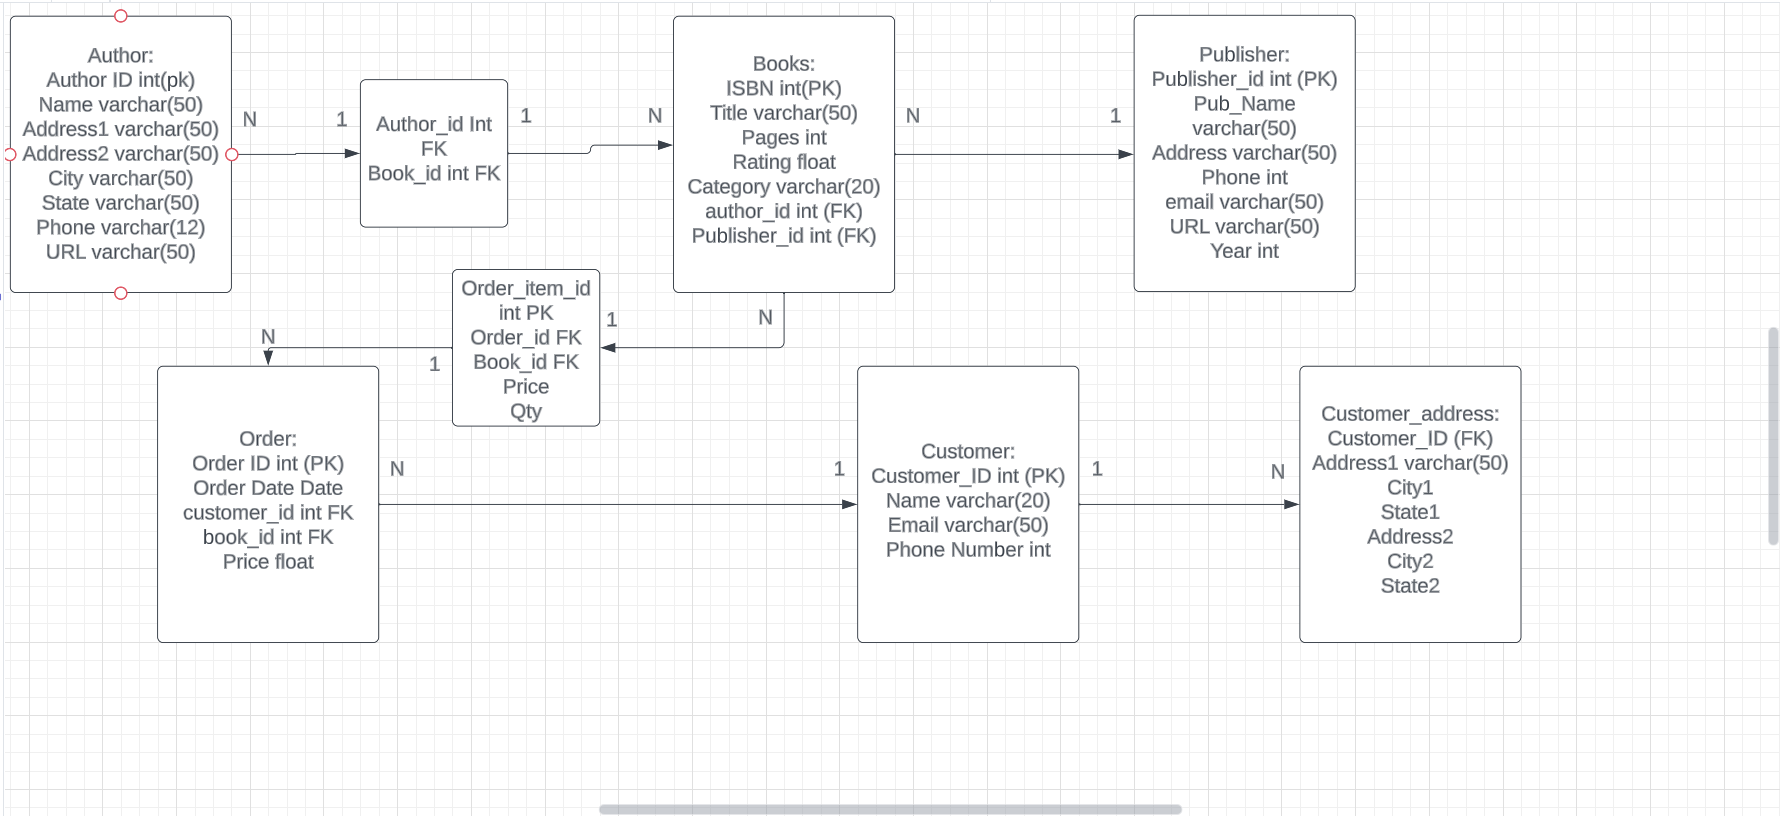 Author:
Author ID int(pk)
Name varchar(50)
Address1 varchar(50)
Address2 varchar(50)
City varchar(50)
State varchar(50)
Phone varchar(12)
URL varchar(50)
N
1
Author_id Int
FK
Book_id int FK
1
N
Books:
ISBN int(PK)
Title varchar(50)
Pages int
Rating float
Category varchar(20)
author_id int (FK)
Publisher_id int (FK)
N
1
Publisher:
Publisher_id int (PK)
Pub_Name
varchar(50)
Address varchar(50)
Phone int
email varchar(50)
URL varchar(50)
Year int
N
1
Order_item_id
int PK
Order_id FK
Book_id FK
Price
Qty
1
N
Order:
Order ID int (PK)
Order Date Date
customer_id int FK
book_id int FK
Price float
N
1
Customer:
Customer_ID int (PK)
Name varchar(20)
Email varchar(50)
Phone Number int
1
N
Customer_address:
Customer_ID (FK)
Address1 varchar(50)
City1
State1
Address2
City2
State2